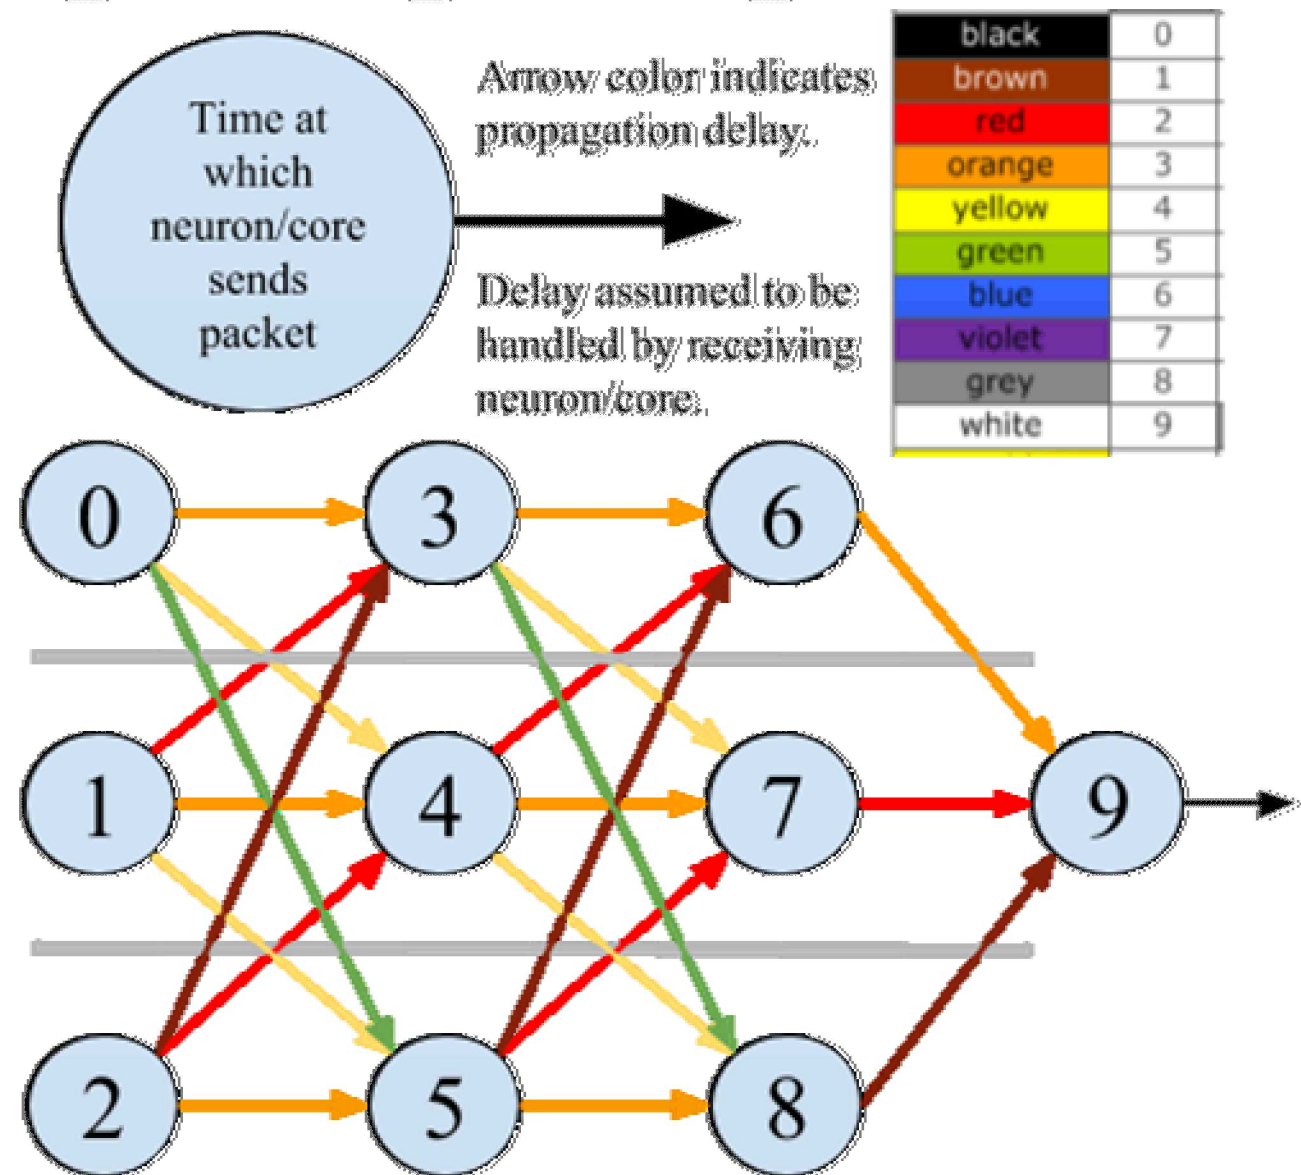 Time at
which
neuron/core
sends
packet
Arrow color indicates
propagation delay.
Delay assumed to be
handled by receiving
neuron/core.
black 0
brown 1
red 2
orange 3
yellow 4
green 5
blue 6
violet 7
grey 8
white 9
0 3 6
1 4 7 9
2 5 8